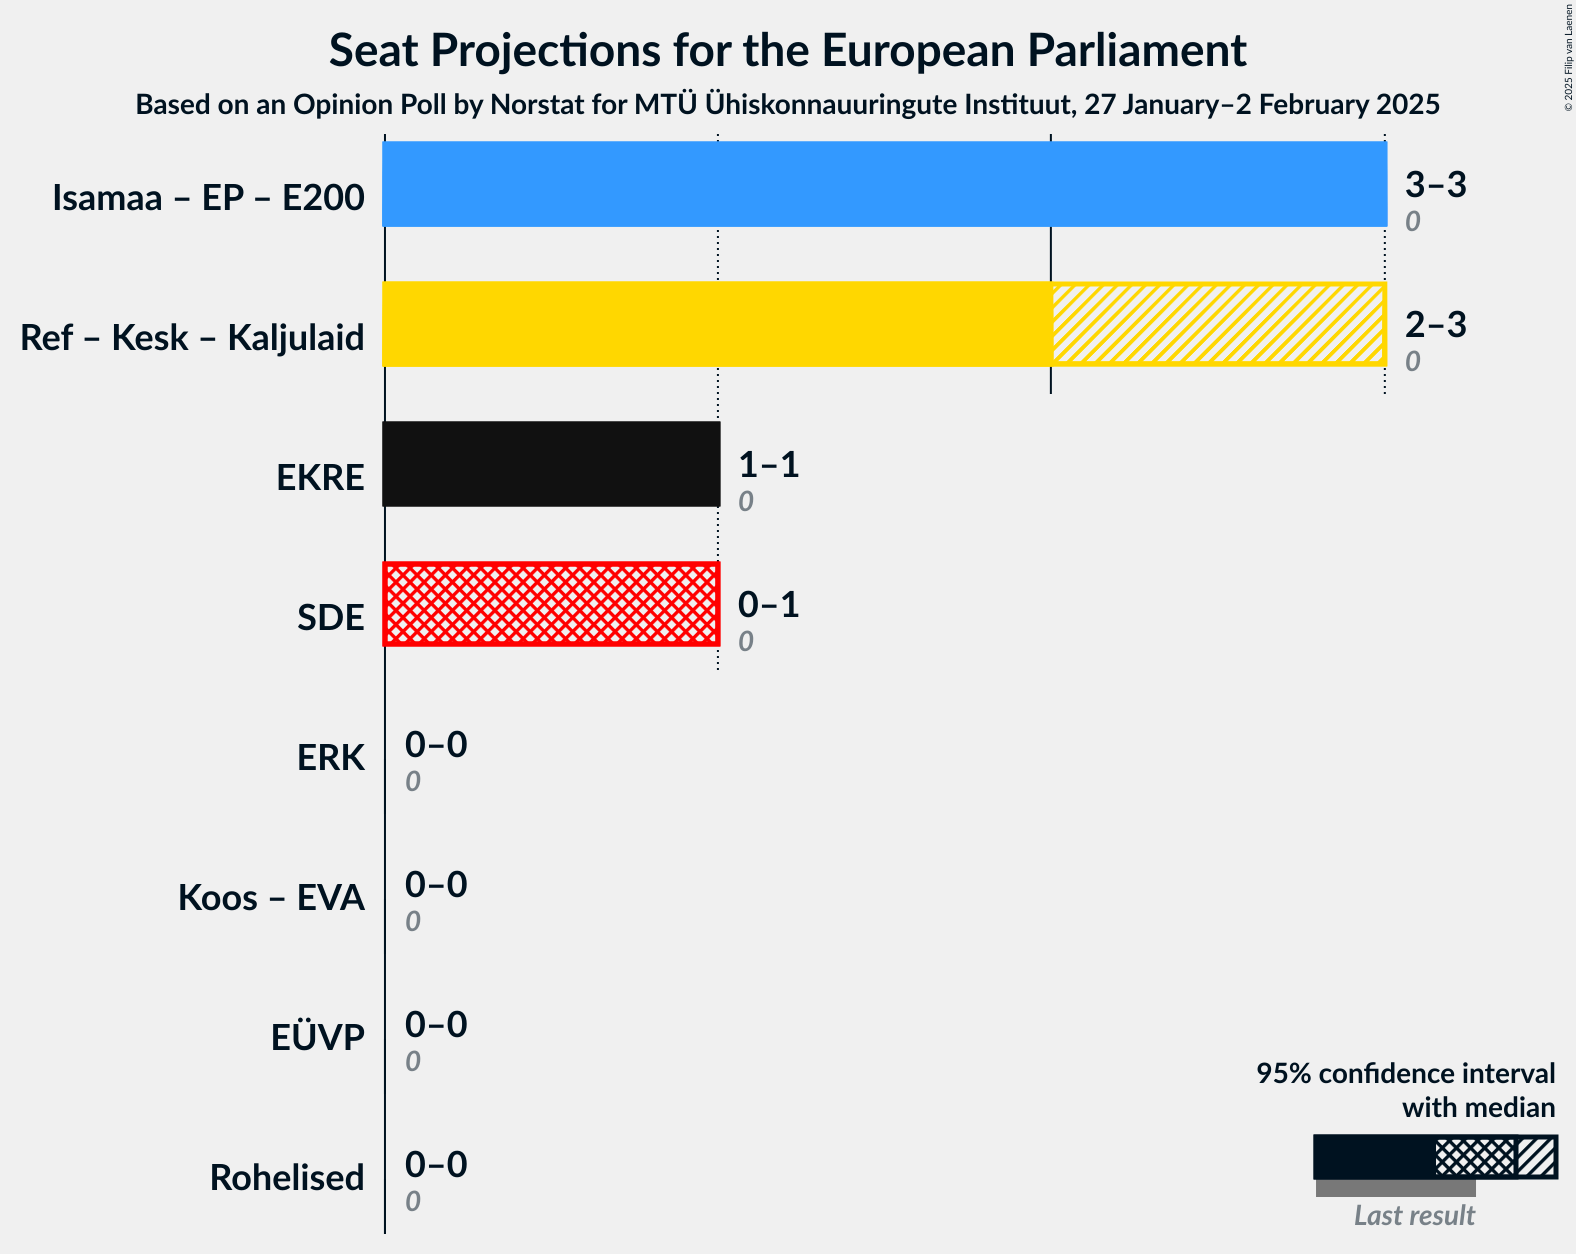 Seat Projections for the European Parliament
Based on an Opinion Poll by Norstat for MTÜ Ühiskonnauuringute Instituut, 27 January–2 February 2025
© 2025 Filip van Laenen
Isamaa – EP – E200
3–3
0
Ref – Kesk – Kaljulaid
2–3
0
EKRE
1–1
0
SDE
0–1
0
ERK
0–0
0
Koos – EVA
0–0
0
EÜVP
0–0
0
Rohelised
0–0
0
95% confidence interval
with median
Last result